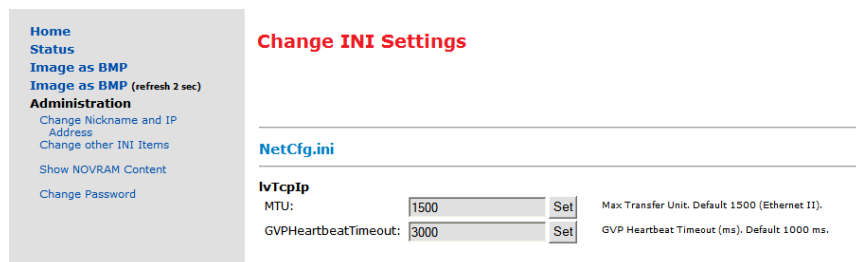 Home
Status
Image as BMP
Image as BMP (refresh 2 sec)
Administration
Change Nickname and IP
Address
Change other INI Items
Show NOVRAM Content
Change Password
Change INI Settings
NetCfg.ini
lvTcpIp
MTU: 1500 Set Max Transfer Unit. Default 1500 (Ethernet II).
GVPHeartbeatTimeout: 3000 Set GVP Heartbeat Timeout (ms). Default 1000 ms.